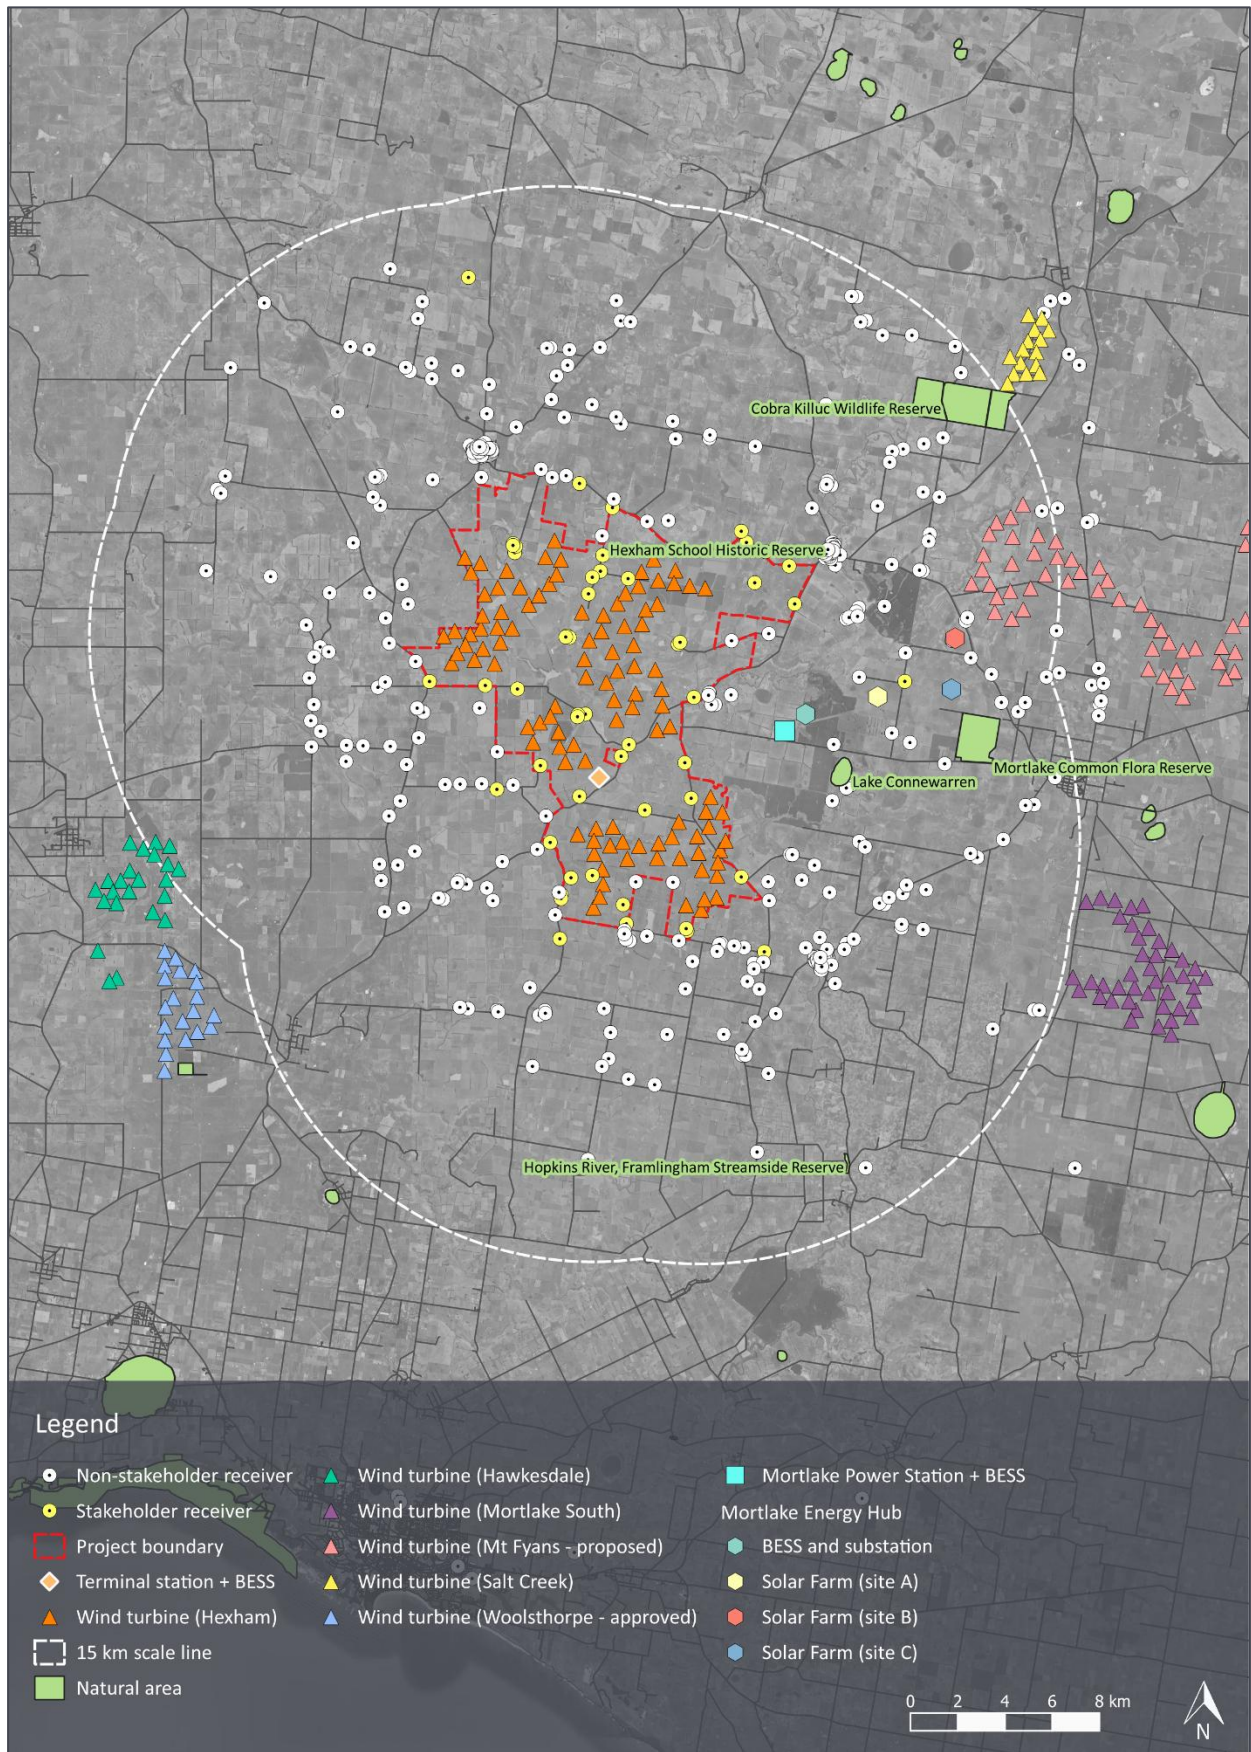 Cobra Killuc Wildlife Reserve
Hexham School Historic Reserve
Mortlake Common Flora Reserve
Lake Connewarren
Hopkins River, Framlingham Streamside Reserve
Legend
Non-stakeholder receiver
Stakeholder receiver
Project boundary
Terminal station + BESS
Wind turbine (Hexham)
15 km scale line
Natural area
Wind turbine (Hawkesdale)
Wind turbine (Mortlake South)
Wind turbine (Mt Fyans - proposed)
Wind turbine (Salt Creek)
Wind turbine (Woolsthorpe - approved)
Mortlake Power Station + BESS
Mortlake Energy Hub
BESS and substation
Solar Farm (site A)
Solar Farm (site B)
Solar Farm (site C)
0 2 4 6 8 km
N